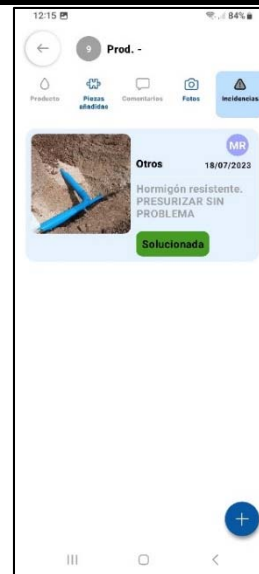 12:15
84%
9 Prod. -
Producto
Piezas
añadidas
Comentarios
Fotos
Incidencias
MR
Otros 18/07/2023
Hormigón resistente.
PRESURIZAR SIN
PROBLEMA
Solucionada